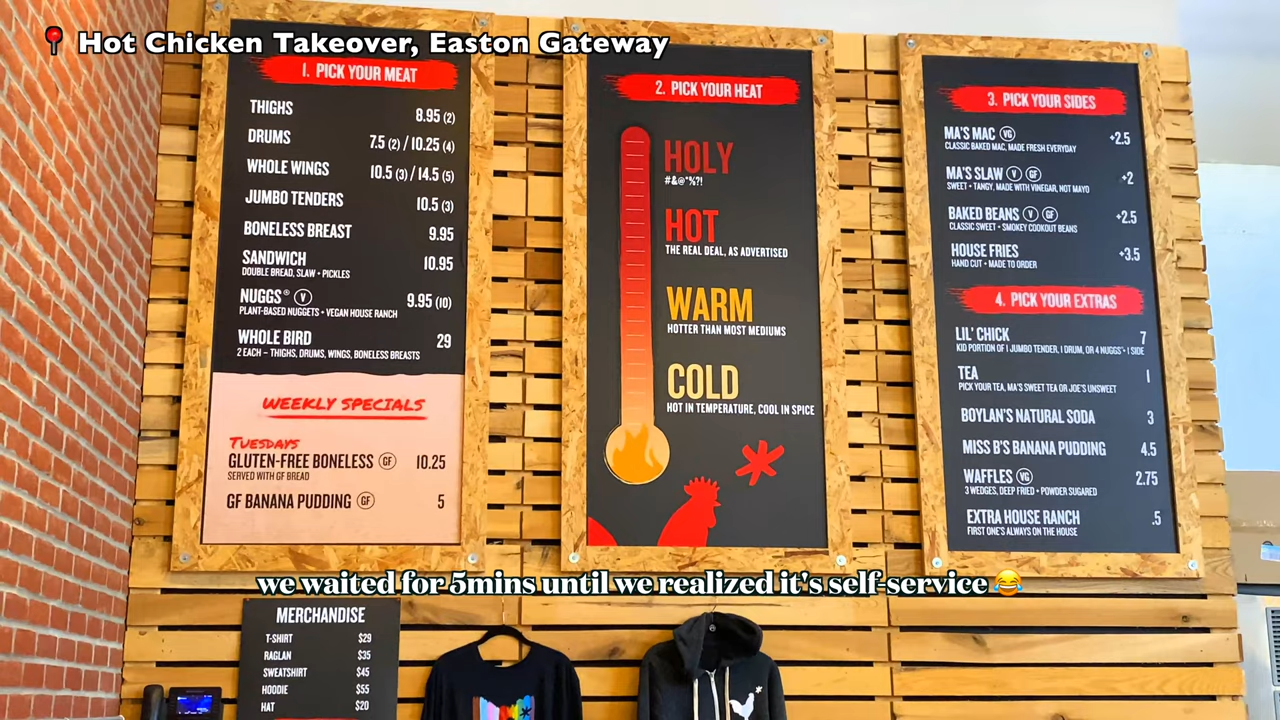 📍 Hot Chicken Takeover, Easton Gateway
1. PICK YOUR MEAT
THIGHS 8.95 (2)
DRUMS 7.5 (2) / 10.25 (4)
WHOLE WINGS 10.5 (3) / 14.5 (5)
JUMBO TENDERS 10.5 (3)
BONELESS BREAST 9.95
SANDWICH 10.95
DOUBLE BREAD, SLAW + PICKLES
NUGGS® V 9.95 (10)
PLANT-BASED NUGGETS + VEGAN HOUSE RANCH
WHOLE BIRD 29
2 EACH – THIGHS, DRUMS, WINGS, BONELESS BREASTS
WEEKLY SPECIALS
TUESDAYS
GLUTEN-FREE BONELESS GF 10.25
SERVED WITH GF BREAD
GF BANANA PUDDING GF 5
2. PICK YOUR HEAT
HOLY
#&@*%?!
HOT
THE REAL DEAL, AS ADVERTISED
WARM
HOTTER THAN MOST MEDIUMS
COLD
HOT IN TEMPERATURE, COOL IN SPICE
3. PICK YOUR SIDES
MA'S MAC VG +2.5
CLASSIC BAKED MAC, MADE FRESH EVERYDAY
MA'S SLAW V GF +2
SWEET + TANGY, MADE WITH VINEGAR, NOT MAYO
BAKED BEANS V GF +2.5
CLASSIC SWEET + SMOKEY COOKOUT BEANS
HOUSE FRIES +3.5
HAND CUT + MADE TO ORDER
4. PICK YOUR EXTRAS
LIL' CHICK 7
KID PORTION OF 1 JUMBO TENDER, 1 DRUM, OR 4 NUGGS + 1 SIDE
TEA 1
PICK YOUR TEA, MA'S SWEET TEA OR JOE'S UNSWEET
BOYLAN'S NATURAL SODA 3
MISS B'S BANANA PUDDING 4.5
WAFFLES VG 2.75
3 WEDGES, DEEP FRIED + POWDER SUGARED
EXTRA HOUSE RANCH .5
FIRST ONE'S ALWAYS ON THE HOUSE
we waited for 5mins until we realized it's self-service 😂
MERCHANDISE
T-SHIRT $29
RAGLAN $35
SWEATSHIRT $45
HOODIE $55
HAT $20